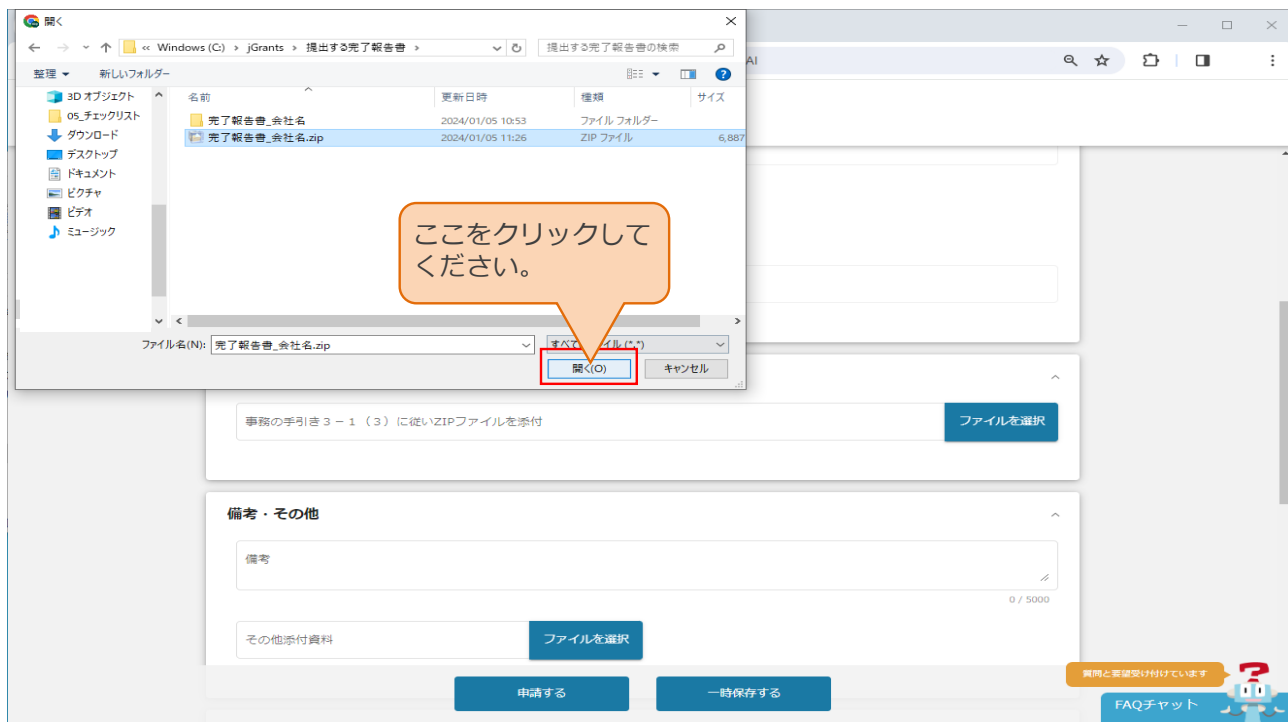 開く
« Windows (C:) › jGrants › 提出する完了報告書 ›
提出する完了報告書の検索
AI
整理
新しいフォルダー
名前
更新日時
種類
サイズ
3D オブジェクト
05_チェックリスト
ダウンロード
デスクトップ
ドキュメント
ピクチャ
ビデオ
ミュージック
完了報告書_会社名
2024/01/05 10:53
ファイル フォルダー
完了報告書_会社名.zip
2024/01/05 11:26
ZIP ファイル
6,887
ここをクリックして
ください。
ファイル名(N):
完了報告書_会社名.zip
すべて イル (*.*)
開く(O)
キャンセル
事務の手引き３－１（３）に従いZIPファイルを添付
ファイルを選択
備考・その他
備考
0 / 5000
その他添付資料
ファイルを選択
申請する
一時保存する
質問と要望受け付けています
FAQチャット